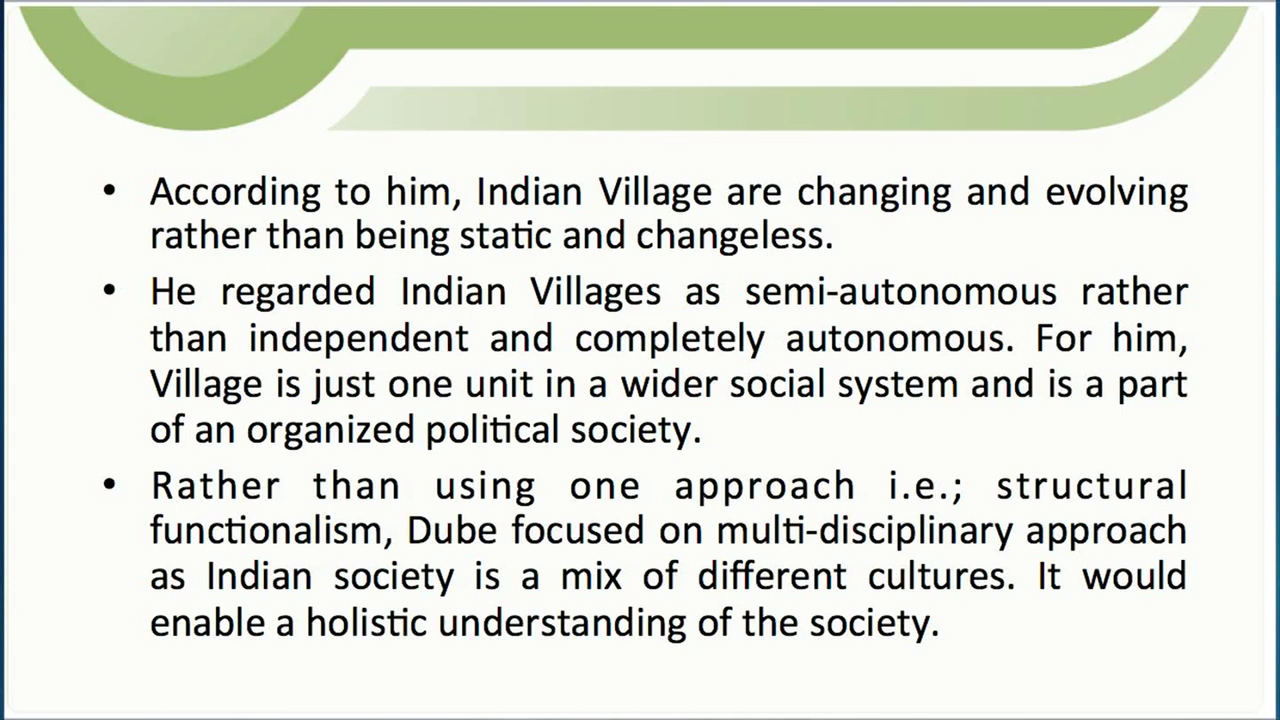 • According to him, Indian Village are changing and evolving
rather than being static and changeless.
• He regarded Indian Villages as semi-autonomous rather
than independent and completely autonomous. For him,
Village is just one unit in a wider social system and is a part
of an organized political society.
• Rather than using one approach i.e.; structural
functionalism, Dube focused on multi-disciplinary approach
as Indian society is a mix of different cultures. It would
enable a holistic understanding of the society.